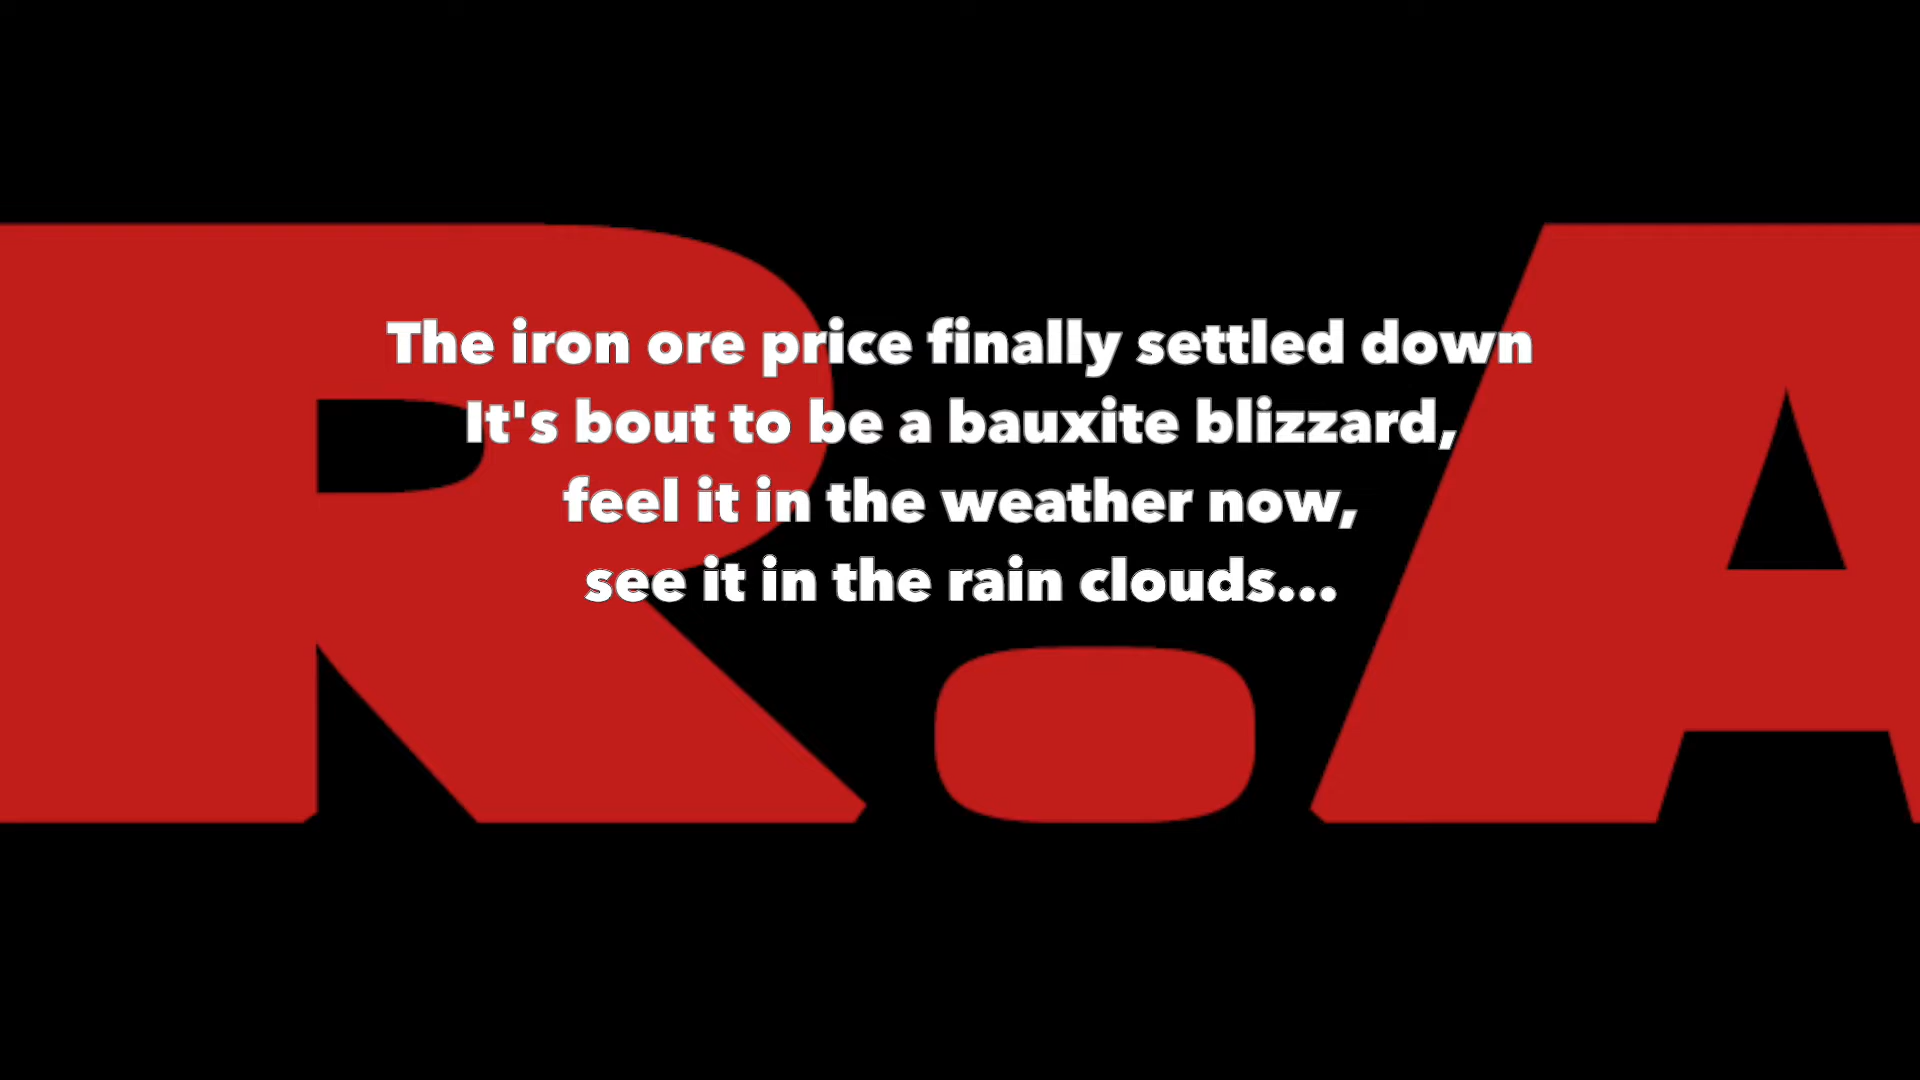 R.A
The iron ore price finally settled down
It's bout to be a bauxite blizzard,
feel it in the weather now,
see it in the rain clouds...